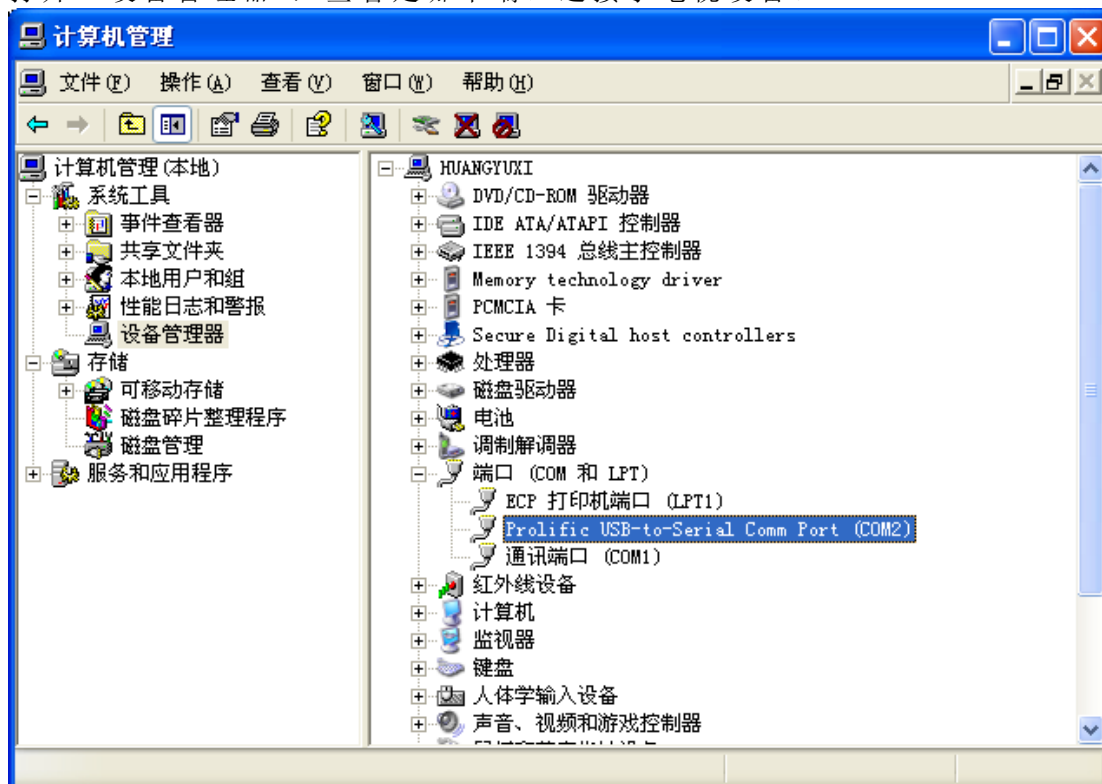 计算机管理
文件(F) 操作(A) 查看(V) 窗口(W) 帮助(H)
计算机管理(本地)
系统工具
事件查看器
共享文件夹
本地用户和组
性能日志和警报
设备管理器
存储
可移动存储
磁盘碎片整理程序
磁盘管理
服务和应用程序
HUANGYUXI
DVD/CD-ROM 驱动器
IDE ATA/ATAPI 控制器
IEEE 1394 总线主控制器
Memory technology driver
PCMCIA 卡
Secure Digital host controllers
处理器
磁盘驱动器
电池
调制解调器
端口 (COM 和 LPT)
ECP 打印机端口 (LPT1)
Prolific USB-to-Serial Comm Port (COM2)
通讯端口 (COM1)
红外线设备
计算机
监视器
键盘
人体学输入设备
声音、视频和游戏控制器